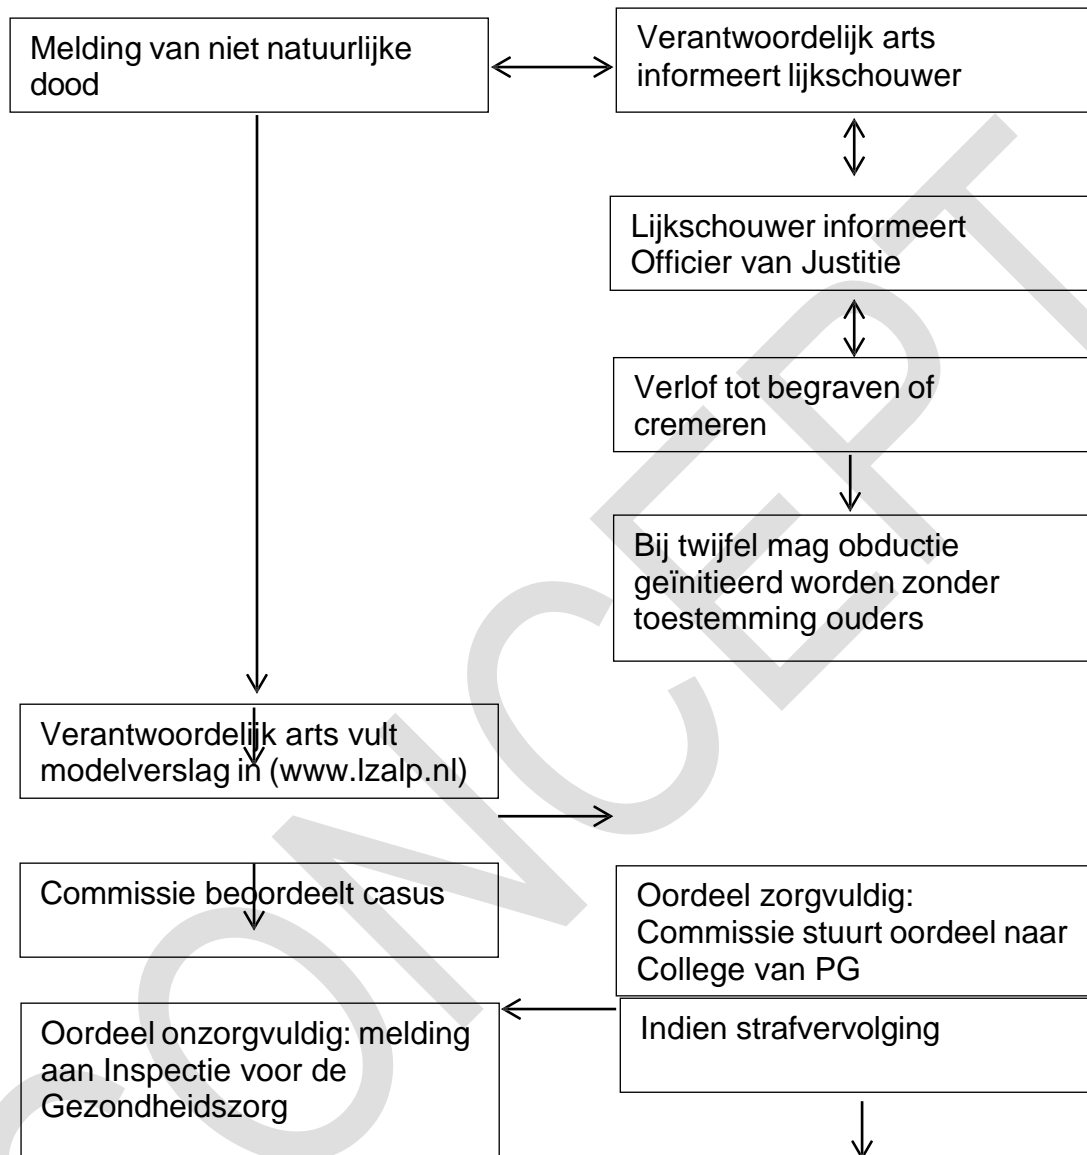 Melding van niet natuurlijke
dood
Verantwoordelijk arts
informeert lijkschouwer
Lijkschouwer informeert
Officier van Justitie
Verlof tot begraven of
cremeren
Bij twijfel mag obductie
geïnitieerd worden zonder
toestemming ouders
Verantwoordelijk arts vult
modelverslag in (www.lzalp.nl)
Commissie beoordeelt casus
Oordeel zorgvuldig:
Commissie stuurt oordeel naar
College van PG
Oordeel onzorgvuldig: melding
aan Inspectie voor de
Gezondheidszorg
Indien strafvervolging
CONCEPT